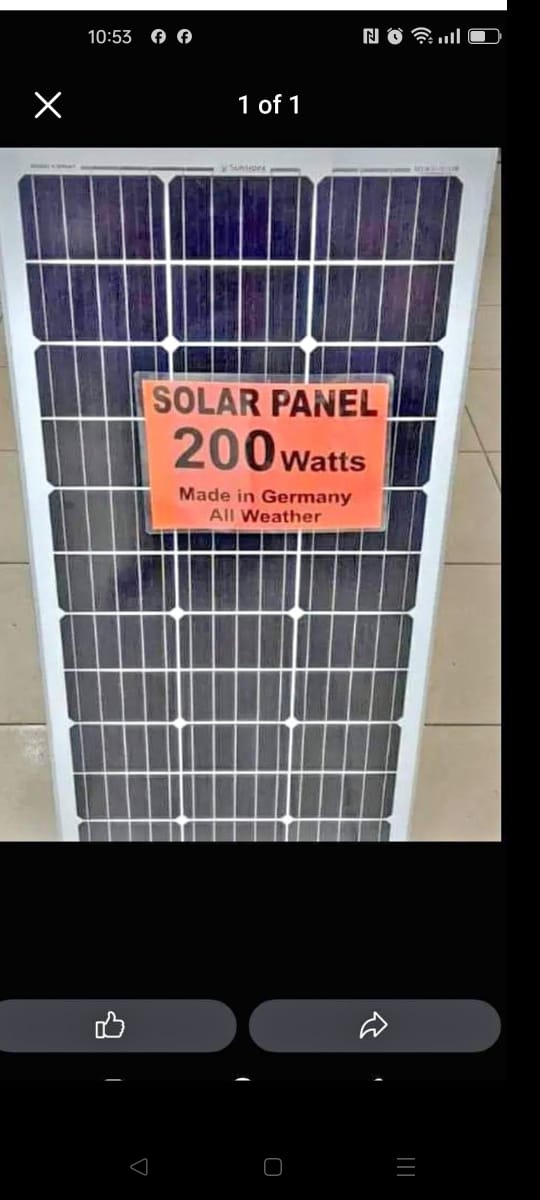 10:53
1 of 1
SOLAR PANEL
200 Watts
Made in Germany
All Weather